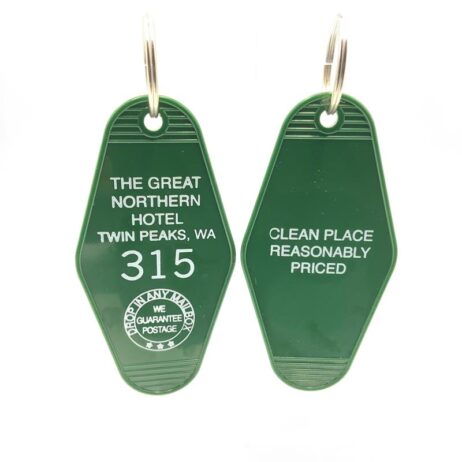 THE GREAT
NORTHERN
HOTEL
TWIN PEAKS, WA
315
DROP IN ANY MAILBOX
WE
GUARANTEE
POSTAGE
CLEAN PLACE
REASONABLY
PRICED